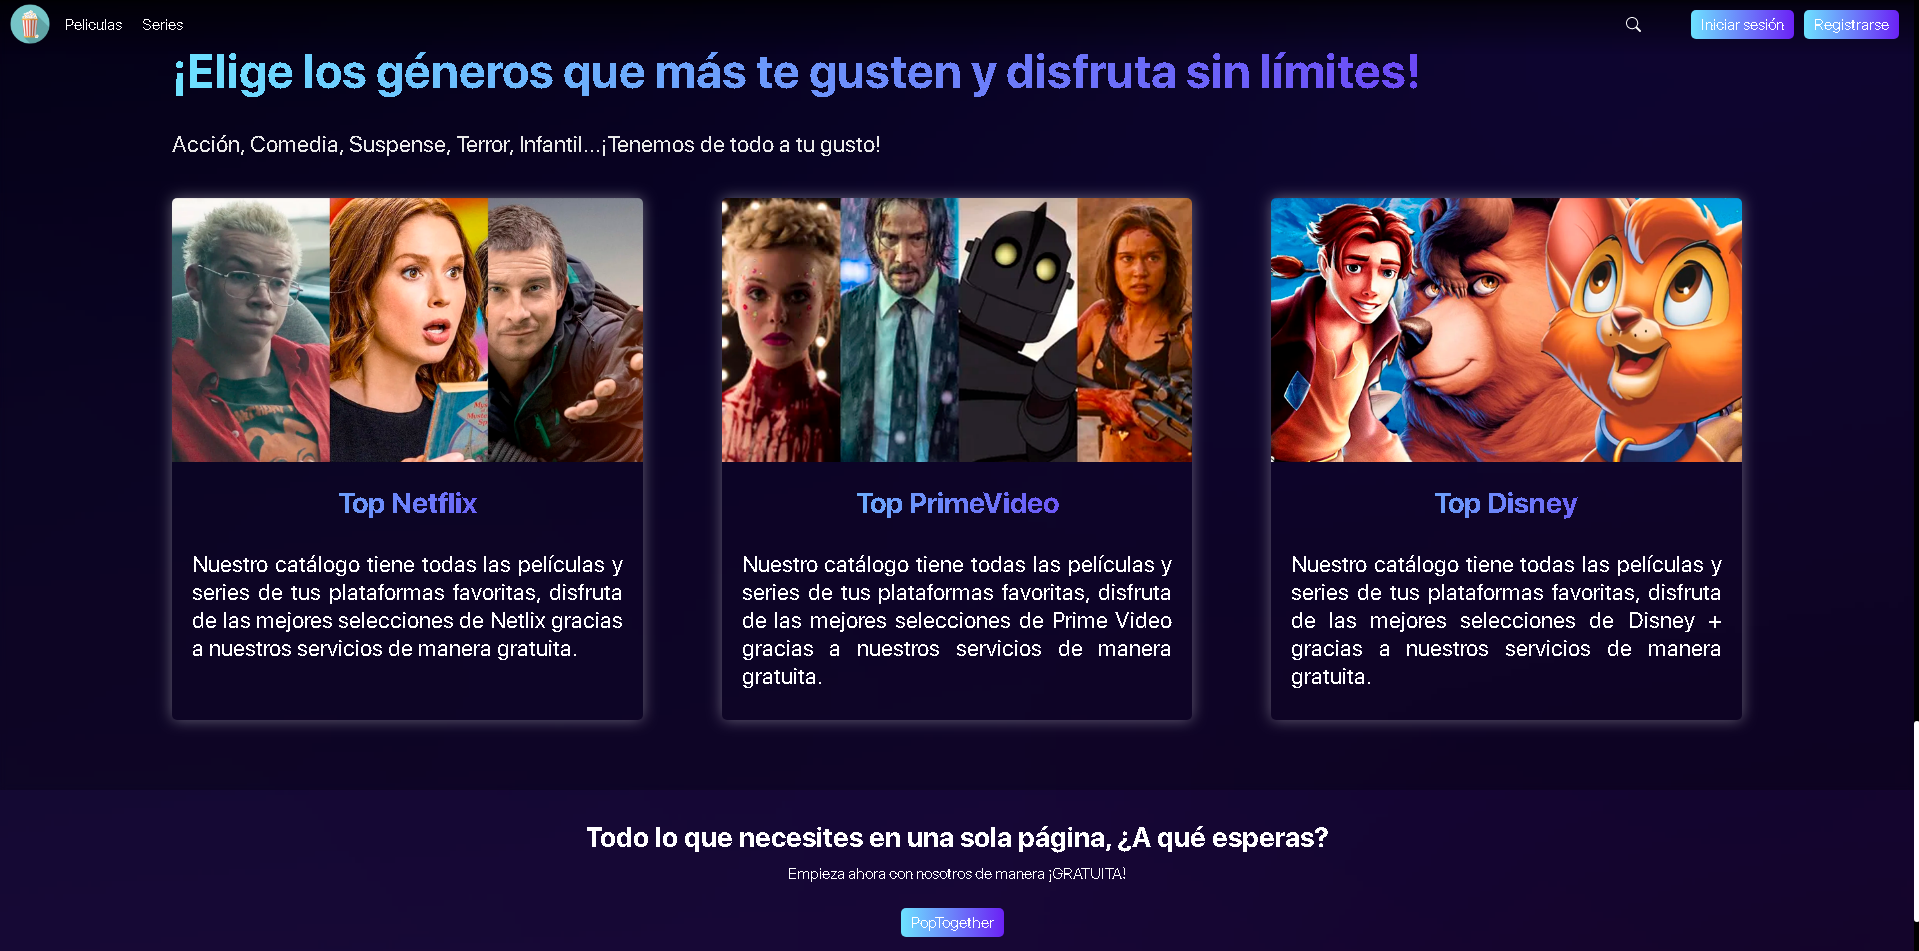 Peliculas Series Iniciar sesión Registrarse
¡Elige los géneros que más te gusten y disfruta sin límites!
Acción, Comedia, Suspense, Terror, Infantil...¡Tenemos de todo a tu gusto!
Top Netflix
Nuestro catálogo tiene todas las películas y
series de tus plataformas favoritas, disfruta
de las mejores selecciones de Netlix gracias
a nuestros servicios de manera gratuita.
Top PrimeVideo
Nuestro catálogo tiene todas las películas y
series de tus plataformas favoritas, disfruta
de las mejores selecciones de Prime Video
gracias a nuestros servicios de manera
gratuita.
Top Disney
Nuestro catálogo tiene todas las películas y
series de tus plataformas favoritas, disfruta
de las mejores selecciones de Disney +
gracias a nuestros servicios de manera
gratuita.
Todo lo que necesites en una sola página, ¿A qué esperas?
Empieza ahora con nosotros de manera ¡GRATUITA!
PopTogether